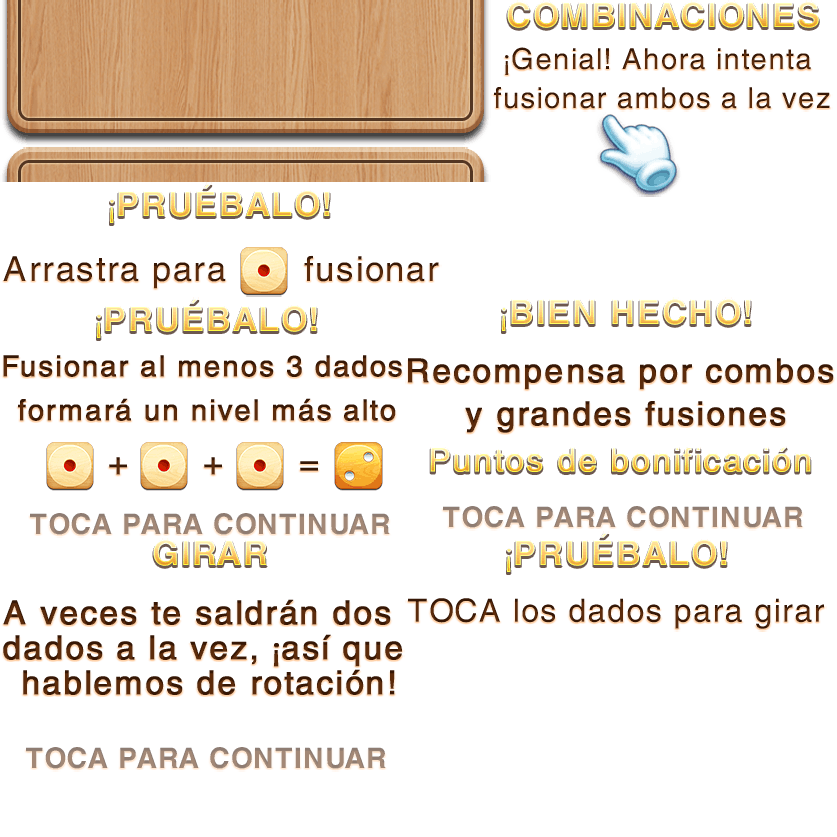 COMBINACIONES
¡Genial! Ahora intenta
fusionar ambos a la vez
¡PRUÉBALO!
Arrastra para fusionar
¡PRUÉBALO!
Fusionar al menos 3 dados
formará un nivel más alto
+ + =
TOCA PARA CONTINUAR
¡BIEN HECHO!
Recompensa por combos
y grandes fusiones
Puntos de bonificación
TOCA PARA CONTINUAR
GIRAR
A veces te saldrán dos
dados a la vez, ¡así que
hablemos de rotación!
TOCA PARA CONTINUAR
¡PRUÉBALO!
TOCA los dados para girar